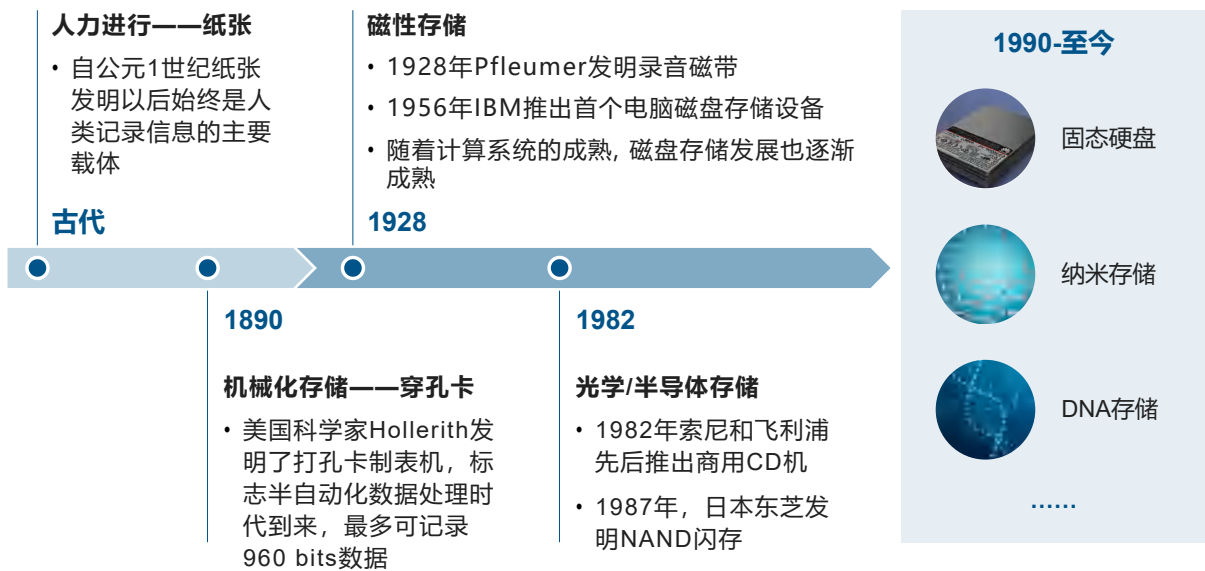 人力进行——纸张
• 自公元1世纪纸张
发明以后始终是人
类记录信息的主要
载体
古代
磁性存储
• 1928年Pfleumer发明录音磁带
• 1956年IBM推出首个电脑磁盘存储设备
• 随着计算系统的成熟, 磁盘存储发展也逐渐
成熟
1928
1890
机械化存储——穿孔卡
• 美国科学家Hollerith发
明了打孔卡制表机，标
志半自动化数据处理时
代到来，最多可记录
960 bits数据
1982
光学/半导体存储
• 1982年索尼和飞利浦
先后推出商用CD机
• 1987年，日本东芝发
明NAND闪存
1990-至今
固态硬盘
纳米存储
DNA存储
......